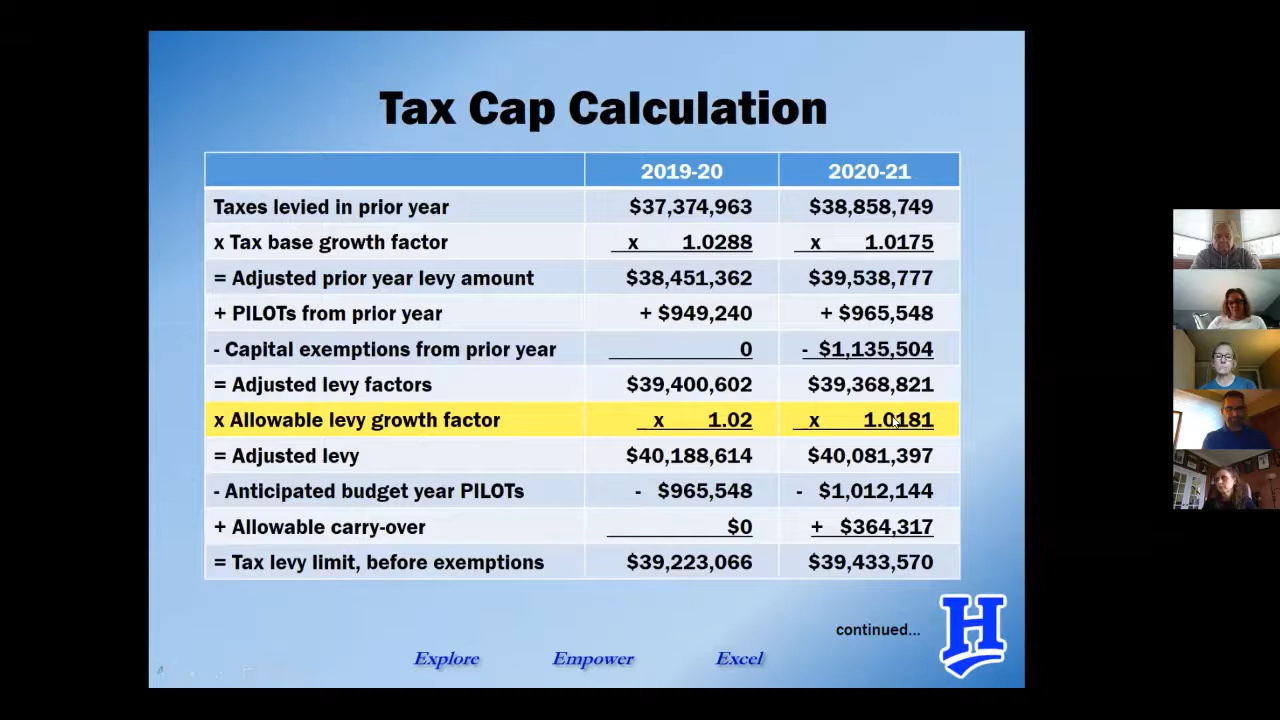 Tax Cap Calculation
2019-20 2020-21
Taxes levied in prior year $37,374,963 $38,858,749
x Tax base growth factor x 1.0288 x 1.0175
= Adjusted prior year levy amount $38,451,362 $39,538,777
+ PILOTs from prior year + $949,240 + $965,548
- Capital exemptions from prior year 0 - $1,135,504
= Adjusted levy factors $39,400,602 $39,368,821
x Allowable levy growth factor x 1.02 x 1.0181
= Adjusted levy $40,188,614 $40,081,397
- Anticipated budget year PILOTs - $965,548 - $1,012,144
+ Allowable carry-over $0 + $364,317
= Tax levy limit, before exemptions $39,223,066 $39,433,570
continued...
H
Explore Empower Excel